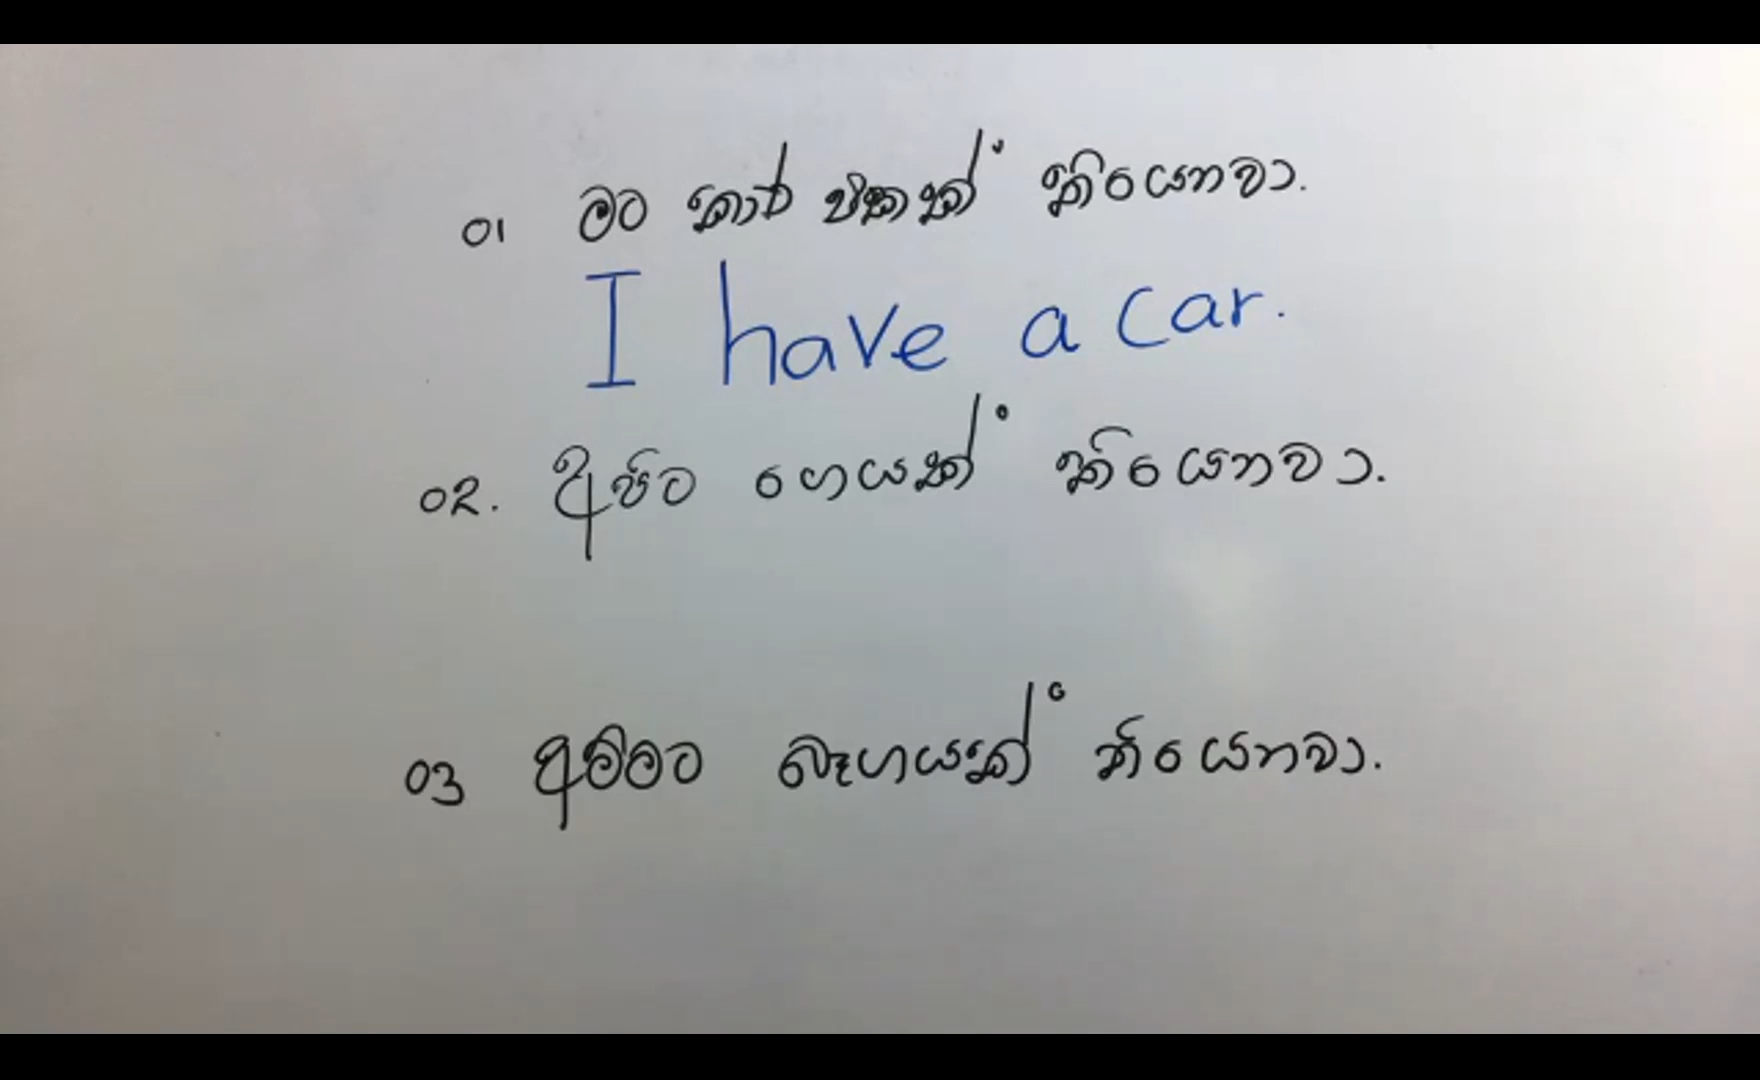 01 මට කාර් එකක් තියෙනවා.
I have a car.
02. අපිට ගෙයක් තියෙනවා.
03 අම්මට බෑගයක් තියෙනවා.